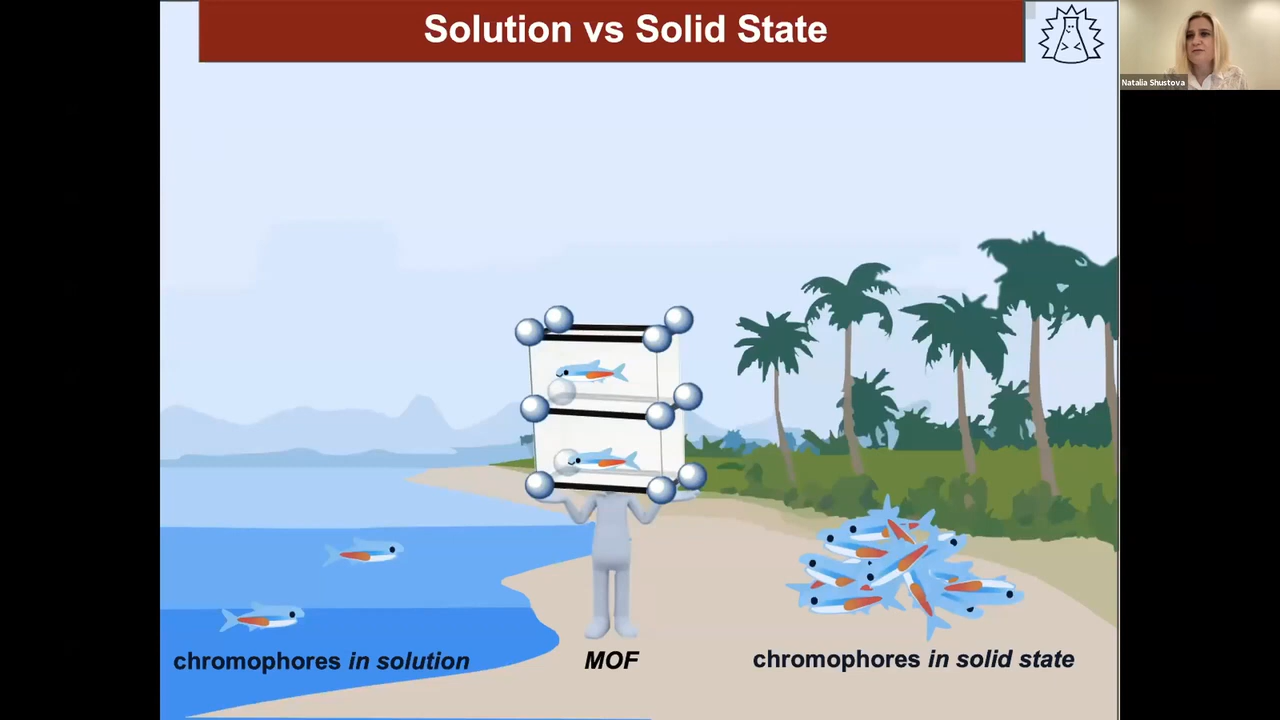 Solution vs Solid State
Natalia Shustova
chromophores in solution
MOF
chromophores in solid state